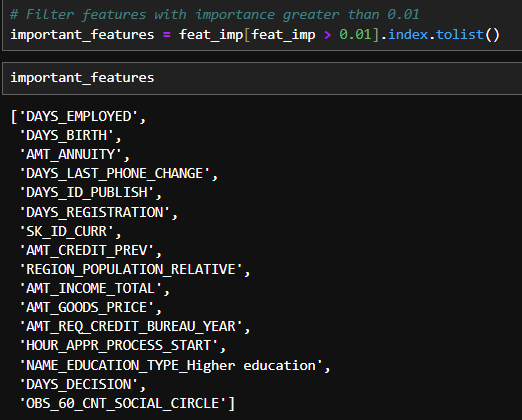 # Filter features with importance greater than 0.01
important_features = feat_imp[feat_imp > 0.01].index.tolist()
important_features
['DAYS_EMPLOYED',
'DAYS_BIRTH',
'AMT_ANNUITY',
'DAYS_LAST_PHONE_CHANGE',
'DAYS_ID_PUBLISH',
'DAYS_REGISTRATION',
'SK_ID_CURR',
'AMT_CREDIT_PREV',
'REGION_POPULATION_RELATIVE',
'AMT_INCOME_TOTAL',
'AMT_GOODS_PRICE',
'AMT_REQ_CREDIT_BUREAU_YEAR',
'HOUR_APPR_PROCESS_START',
'NAME_EDUCATION_TYPE_Higher education',
'DAYS_DECISION',
'OBS_60_CNT_SOCIAL_CIRCLE']